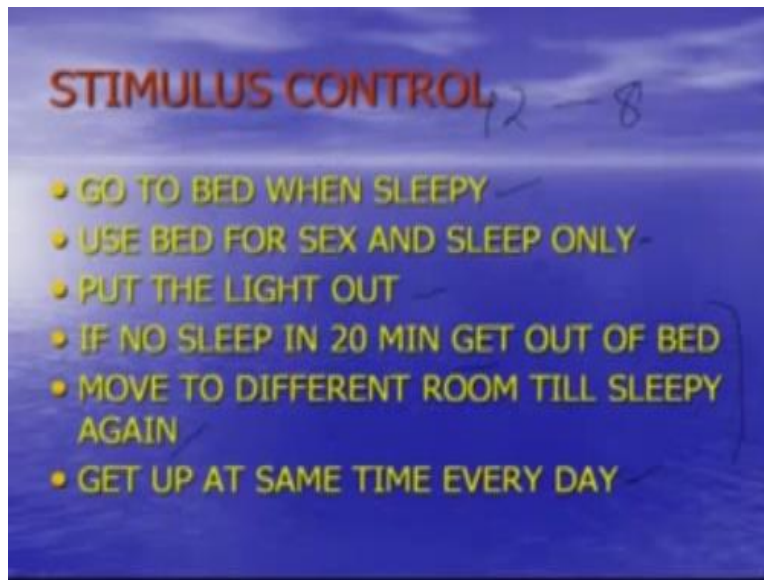 STIMULUS CONTROL 12 - 8
• GO TO BED WHEN SLEEPY
• USE BED FOR SEX AND SLEEP ONLY
• PUT THE LIGHT OUT
• IF NO SLEEP IN 20 MIN GET OUT OF BED
• MOVE TO DIFFERENT ROOM TILL SLEEPY
AGAIN
• GET UP AT SAME TIME EVERY DAY